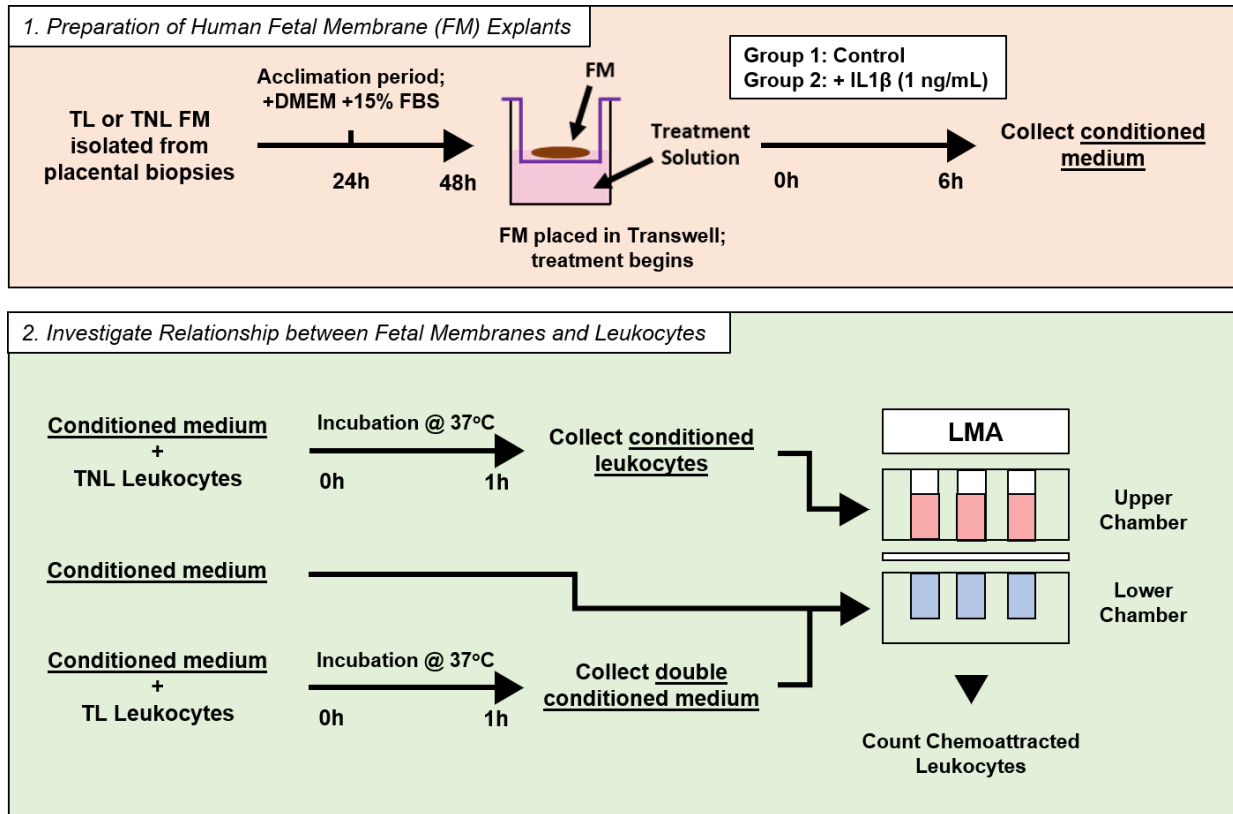 1. Preparation of Human Fetal Membrane (FM) Explants
TL or TNL FM
isolated from
placental biopsies
Acclimation period;
+DMEM +15% FBS
24h
48h
FM
Treatment
Solution
FM placed in Transwell;
treatment begins
Group 1: Control
Group 2: + IL1β (1 ng/mL)
0h
6h
Collect conditioned
medium
2. Investigate Relationship between Fetal Membranes and Leukocytes
Conditioned medium
+
TNL Leukocytes
Incubation @ 37°C
0h
1h
Collect conditioned
leukocytes
Conditioned medium
Conditioned medium
+
TL Leukocytes
Incubation @ 37°C
0h
1h
Collect double
conditioned medium
LMA
Upper
Chamber
Lower
Chamber
Count Chemoattracted
Leukocytes